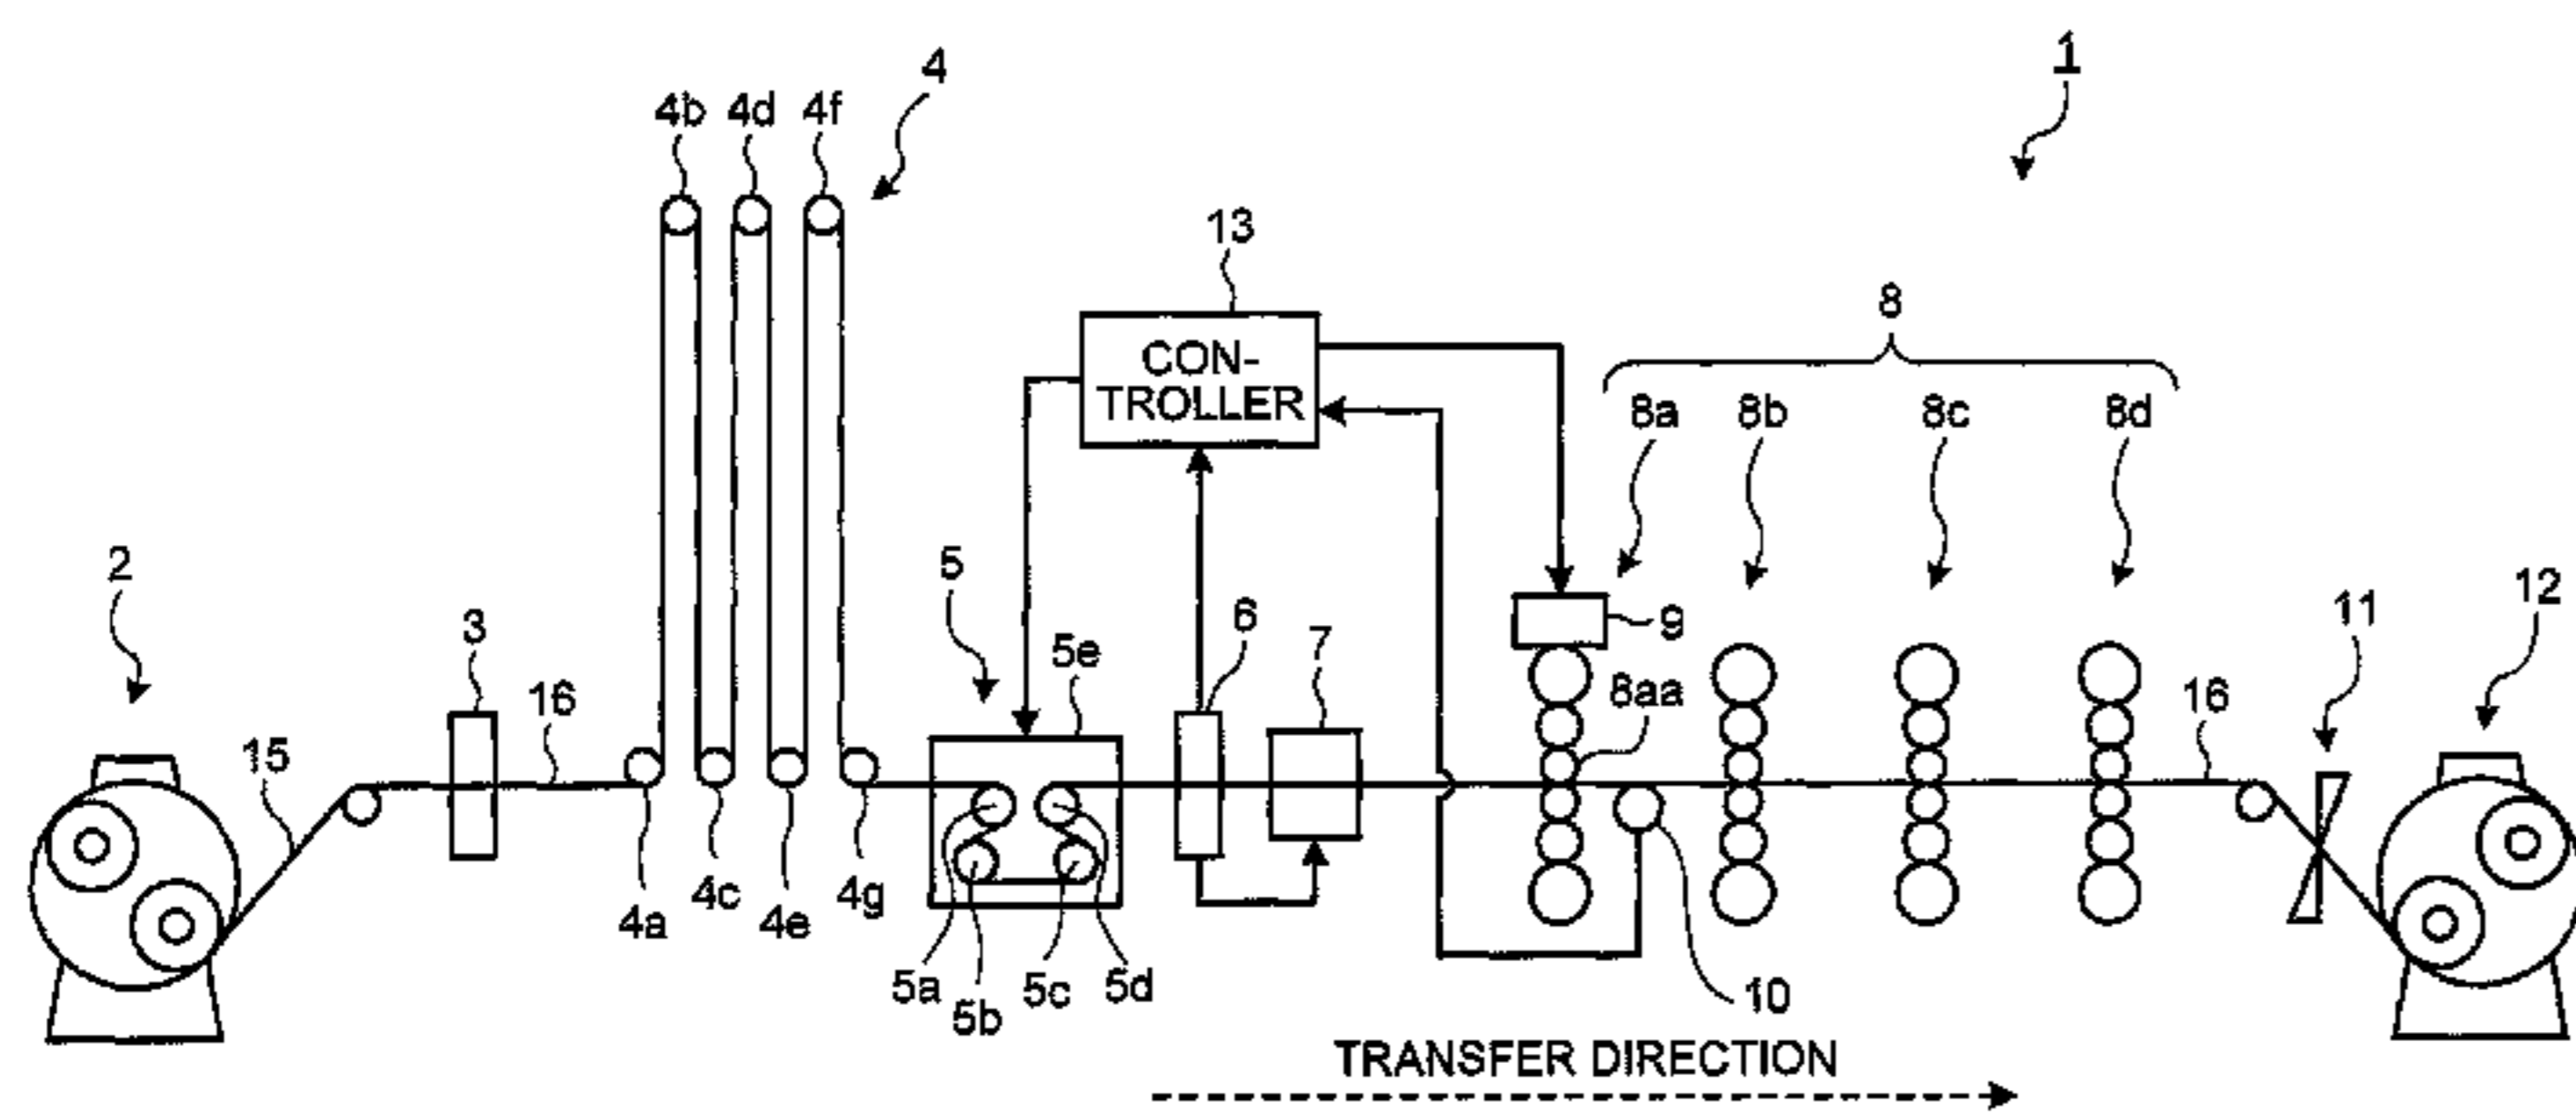 1
4
4b 4d 4f
13
8
CON-
TROLLER
8a 8b 8c 8d
2
5
6
9
12
11
3
7
5e
16
8aa
16
15
4a
4c
4e
4g
5a
5b
5c
5d
10
TRANSFER DIRECTION